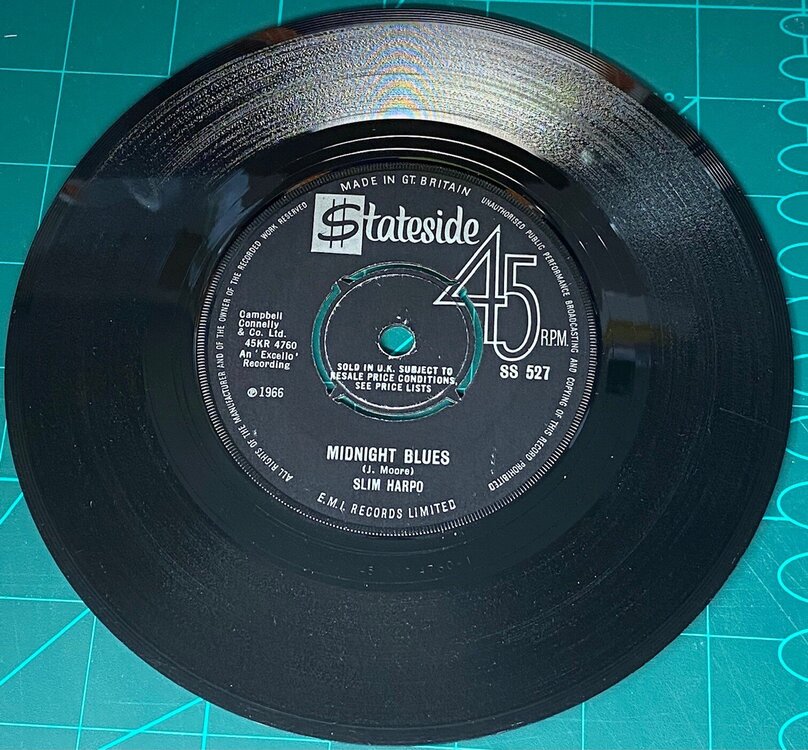 MADE IN GT. BRITAIN
$tateside
45
R.P.M.
SS 527
Campbell
Connelly
& Co. Ltd.
45KR 4760
An 'Excello'
Recording
℗ 1966
SOLD IN U.K. SUBJECT TO
RESALE PRICE CONDITIONS,
SEE PRICE LISTS
MIDNIGHT BLUES
(J. Moore)
SLIM HARPO
E.M.I. RECORDS LIMITED
ALL RIGHTS OF THE MANUFACTURER AND OF THE OWNER OF THE RECORDED WORK RESERVED
UNAUTHORISED PUBLIC PERFORMANCE BROADCASTING AND COPYING OF THIS RECORD PROHIBITED